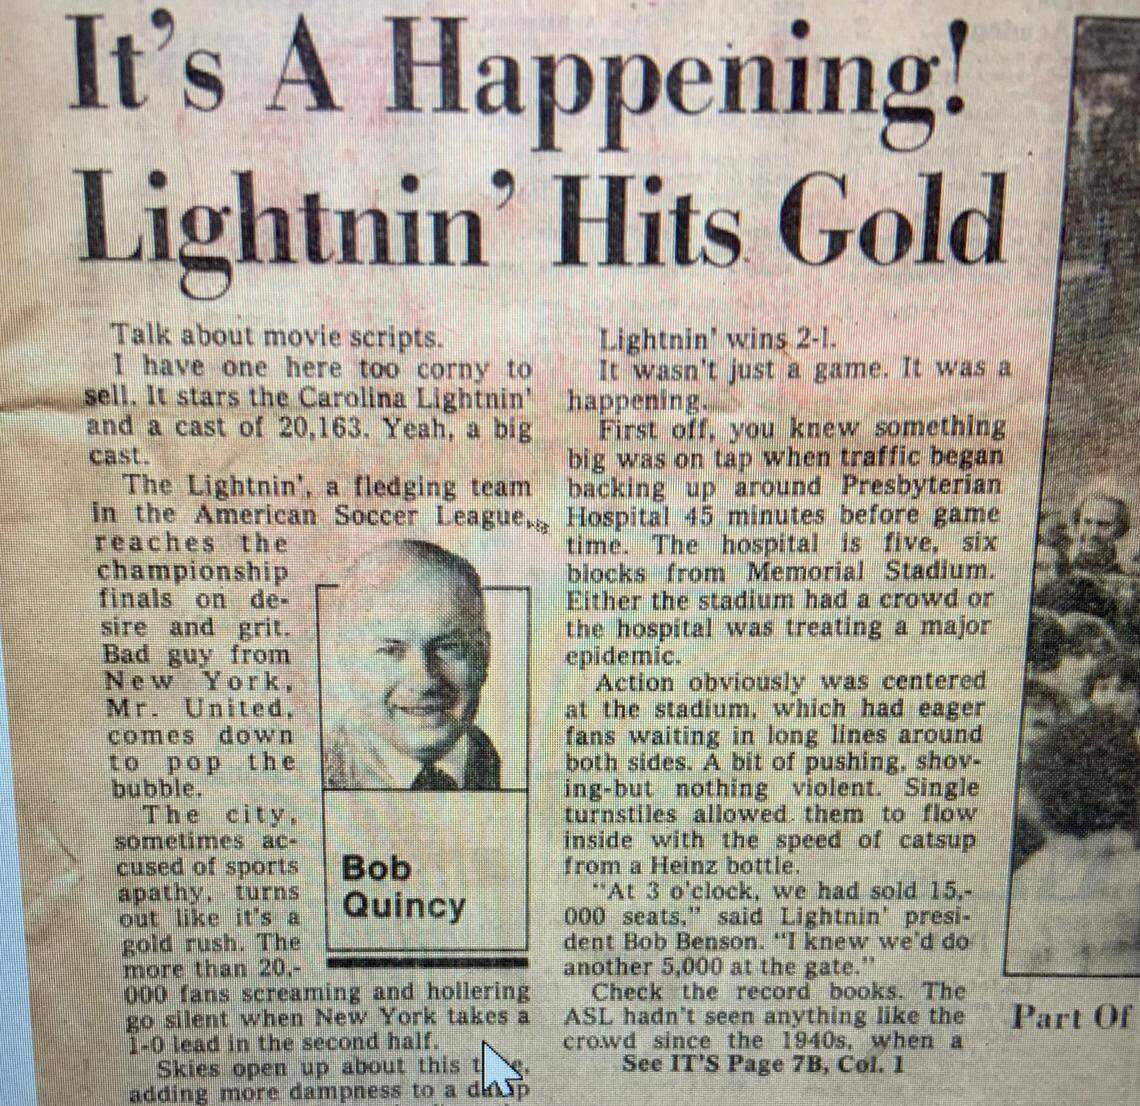 It's A Happening!
Lightnin' Hits Gold
Talk about movie scripts.
I have one here too corny to
sell. It stars the Carolina Lightnin'
and a cast of 20,163. Yeah, a big
cast.
The Lightnin', a fledging team
in the American Soccer League,
reaches the
championship
finals on de-
sire and grit.
Bad guy from
New York,
Mr. United,
comes down
to pop the
bubble.
The city,
sometimes ac-
cused of sports
apathy, turns
out like it's a
gold rush. The
more than 20,-
000 fans screaming and hollering
go silent when New York takes a
1-0 lead in the second half.
Skies open up about this
adding more dampness to a
Bob
Quincy
Lightnin' wins 2-1.
It wasn't just a game. It was a
happening.
First off, you knew something
big was on tap when traffic began
backing up around Presbyterian
Hospital 45 minutes before game
time. The hospital is five, six
blocks from Memorial Stadium.
Either the stadium had a crowd or
the hospital was treating a major
epidemic.
Action obviously was centered
at the stadium, which had eager
fans waiting in long lines around
both sides. A bit of pushing, shov-
ing-but nothing violent. Single
turnstiles allowed them to flow
inside with the speed of catsup
from a Heinz bottle.
"At 3 o'clock, we had sold 15,-
000 seats," said Lightnin' presi-
dent Bob Benson. "I knew we'd do
another 5,000 at the gate."
Check the record books. The
ASL hadn't seen anything like the
crowd since the 1940s, when a
See IT'S Page 7B, Col. 1
Part Of